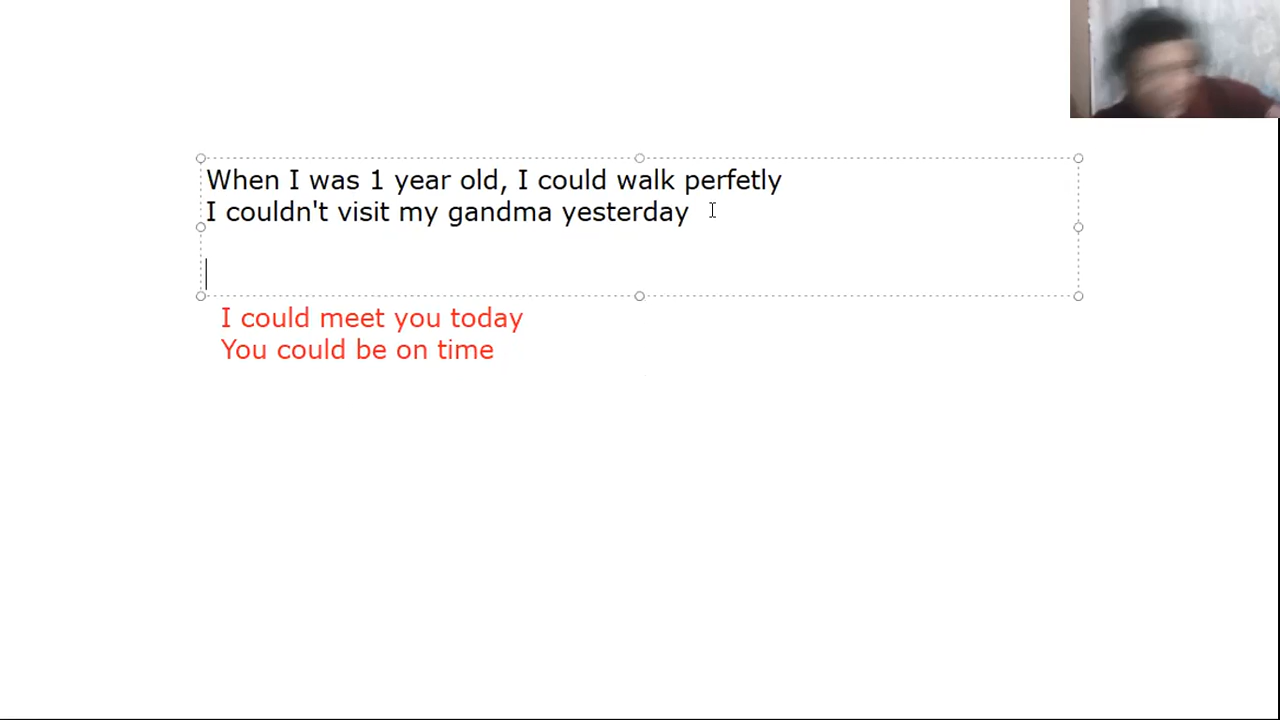 When I was 1 year old, I could walk perfetly
I couldn't visit my gandma yesterday
I could meet you today
You could be on time